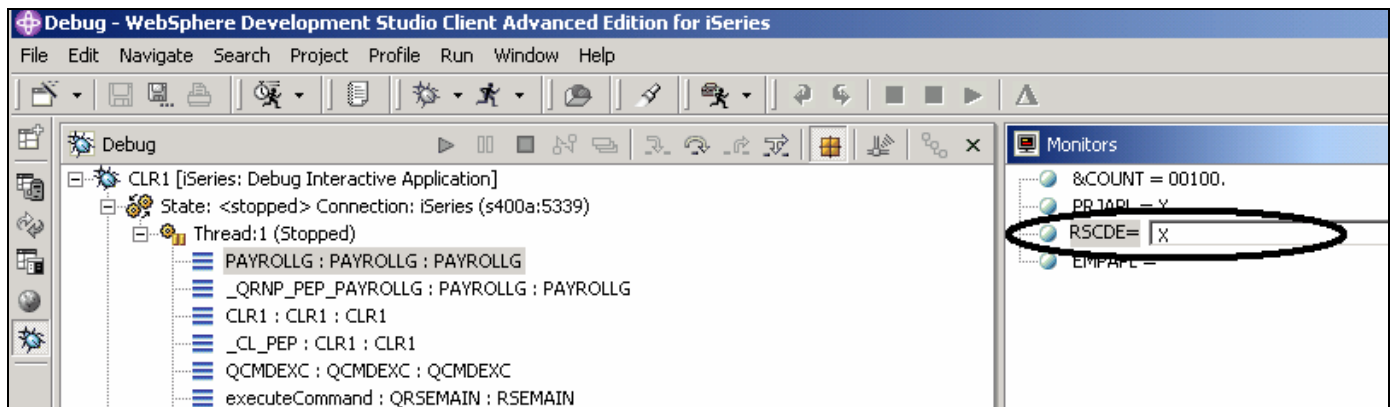 Debug - WebSphere Development Studio Client Advanced Edition for iSeries
File Edit Navigate Search Project Profile Run Window Help
Debug
CLR1 [iSeries: Debug Interactive Application]
State: <stopped> Connection: iSeries (s400a:5339)
Thread:1 (Stopped)
PAYROLLG : PAYROLLG : PAYROLLG
_QRNP_PEP_PAYROLLG : PAYROLLG : PAYROLLG
CLR1 : CLR1 : CLR1
_CL_PEP : CLR1 : CLR1
QCMDEXC : QCMDEXC : QCMDEXC
executeCommand : QRSEMAIN : RSEMAIN
Monitors
&COUNT = 00100.
PRJAPL = X
RSCDE= X
EMPAPL =